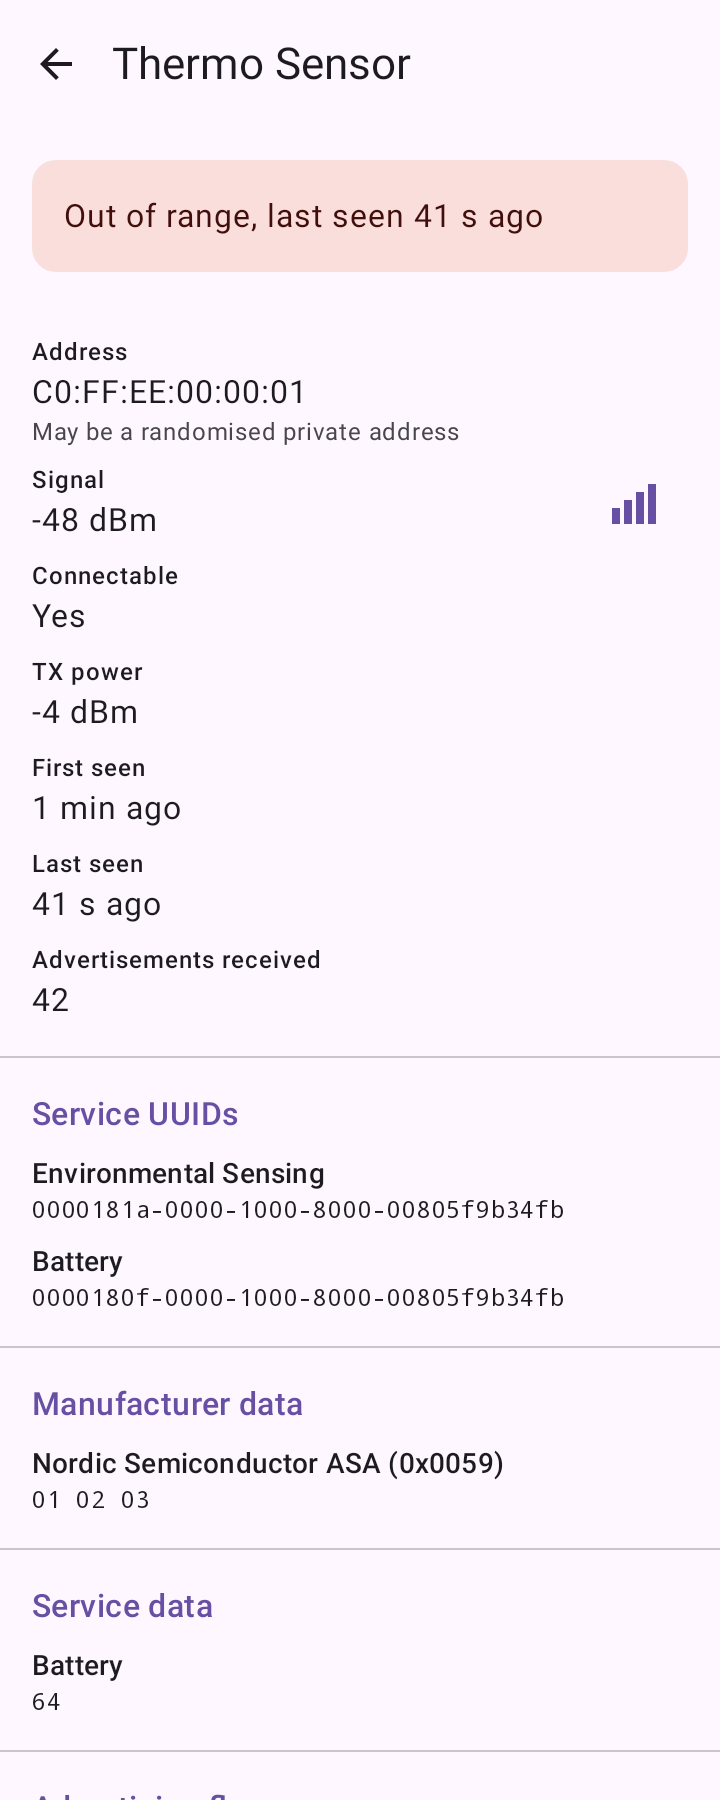 Thermo Sensor
Out of range, last seen 41 s ago
Address
C0:FF:EE:00:00:01
May be a randomised private address
Signal
-48 dBm
Connectable
Yes
TX power
-4 dBm
First seen
1 min ago
Last seen
41 s ago
Advertisements received
42
Service UUIDs
Environmental Sensing
0000181a-0000-1000-8000-00805f9b34fb
Battery
0000180f-0000-1000-8000-00805f9b34fb
Manufacturer data
Nordic Semiconductor ASA (0x0059)
01 02 03
Service data
Battery
64